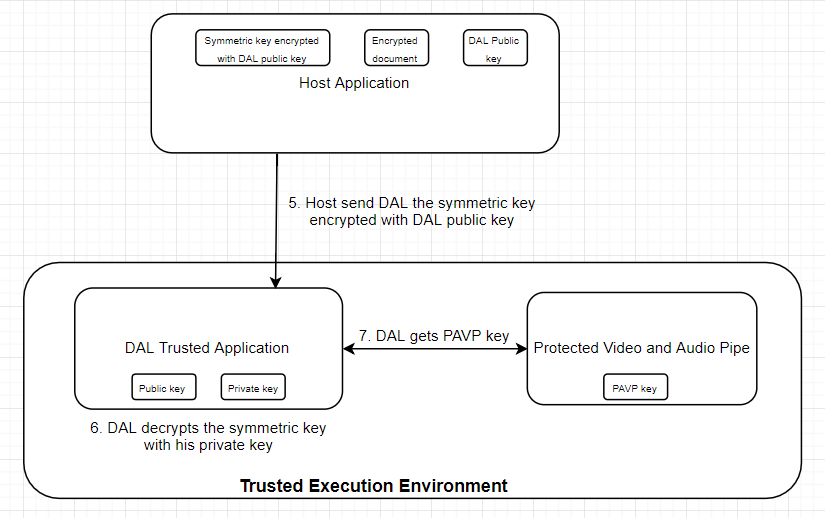 Symmetric key encrypted
with DAL public key
Encrypted
document
DAL Public
key
Host Application
5. Host send DAL the symmetric key
encrypted with DAL public key
DAL Trusted Application
Public key
Private key
7. DAL gets PAVP key
Protected Video and Audio Pipe
PAVP key
6. DAL decrypts the symmetric key
with his private key
Trusted Execution Environment